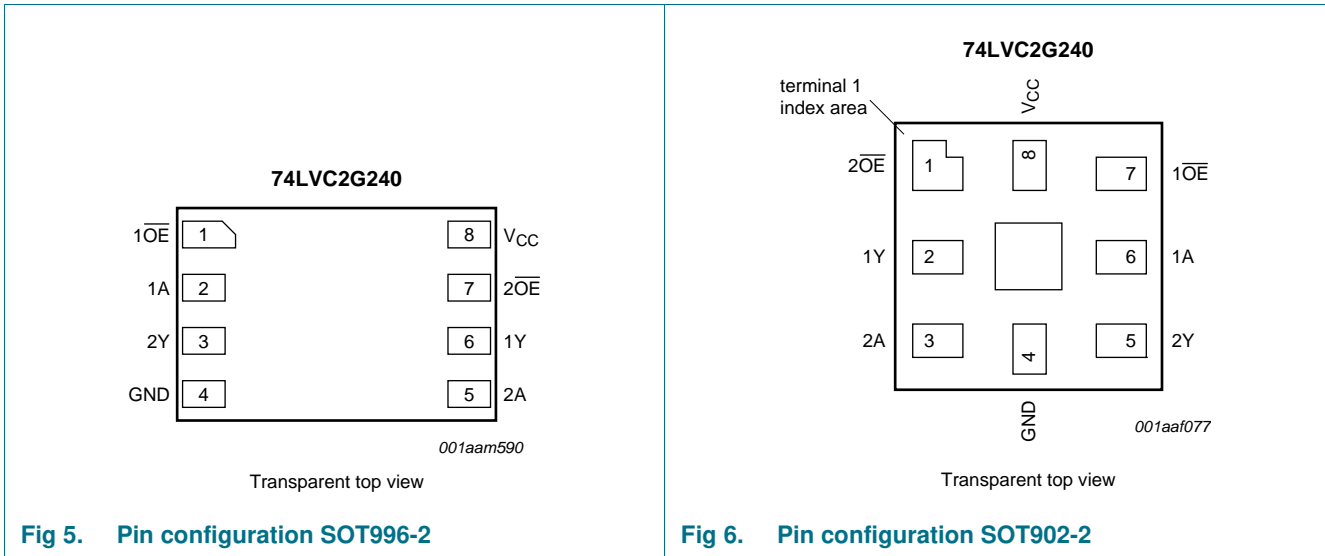 74LVC2G240
1OE 1 8 VCC
1A 2 7 2OE
2Y 3 6 1Y
GND 4 5 2A
001aam590
Transparent top view
Fig 5. Pin configuration SOT996-2
74LVC2G240
terminal 1
index area
VCC
2OE 1 8 7 1OE
1Y 2 6 1A
2A 3 4 5 2Y
GND
001aaf077
Transparent top view
Fig 6. Pin configuration SOT902-2